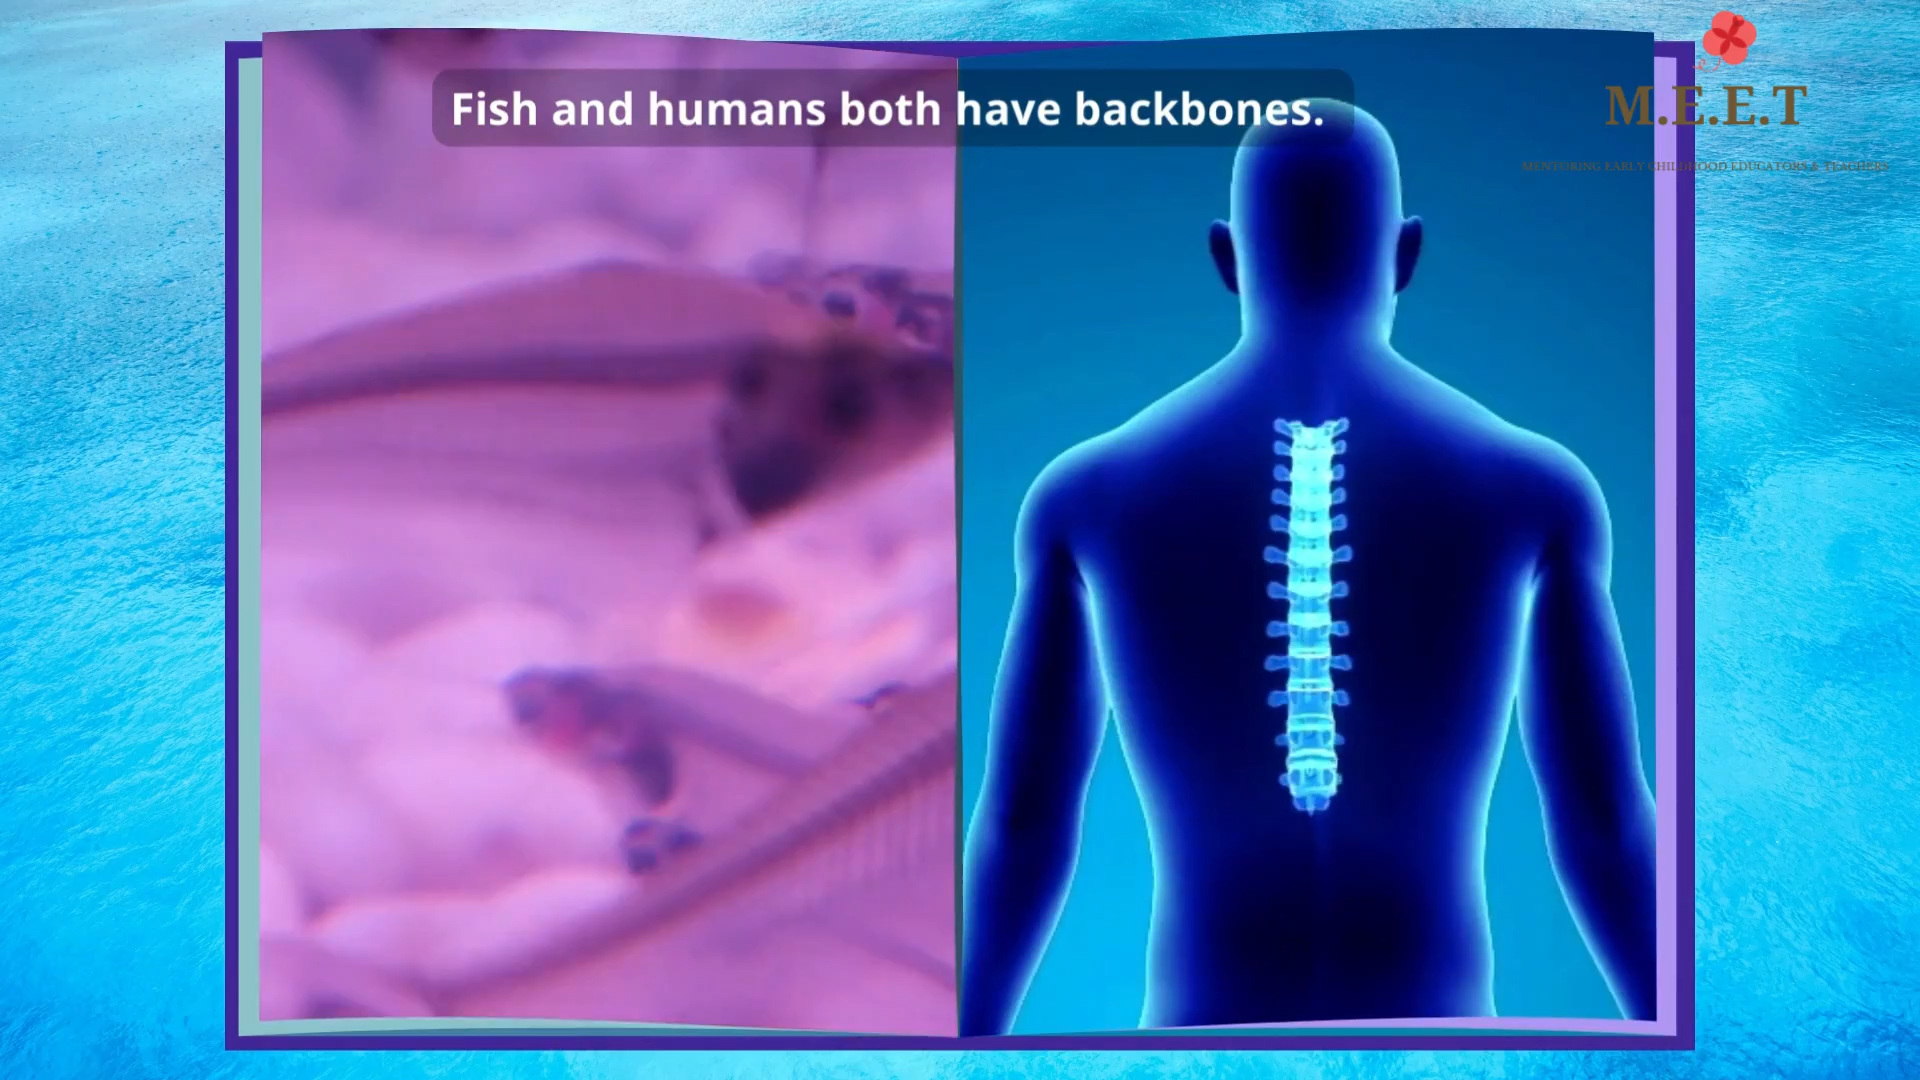 Fish and humans both have backbones.
M.E.E.T
MENTORING EARLY CHILDHOOD EDUCATORS & TEACHERS